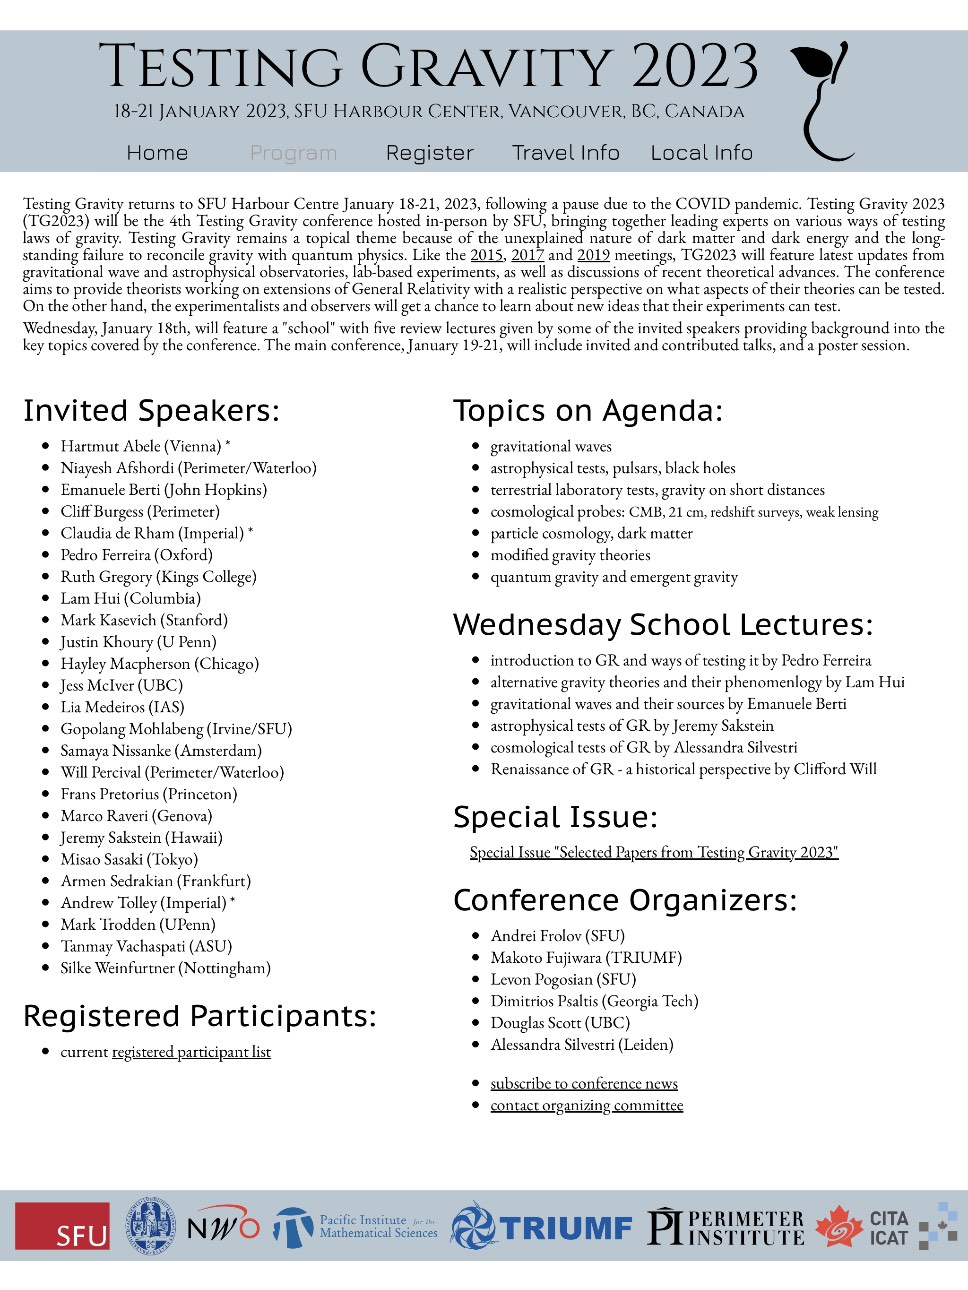 Testing Gravity 2023
18-21 January 2023, SFU Harbour Center, Vancouver, BC, Canada
Home Program Register Travel Info Local Info
Testing Gravity returns to SFU Harbour Centre January 18-21, 2023, following a pause due to the COVID pandemic. Testing Gravity 2023
(TG2023) will be the 4th Testing Gravity conference hosted in-person by SFU, bringing together leading experts on various ways of testing
laws of gravity. Testing Gravity remains a topical theme because of the unexplained nature of dark matter and dark energy and the long-
standing failure to reconcile gravity with quantum physics. Like the 2015, 2017 and 2019 meetings, TG2023 will feature latest updates from
gravitational wave and astrophysical observatories, lab-based experiments, as well as discussions of recent theoretical advances. The conference
aims to provide theorists working on extensions of General Relativity with a realistic perspective on what aspects of their theories can be tested.
On the other hand, the experimentalists and observers will get a chance to learn about new ideas that their experiments can test.
Wednesday, January 18th, will feature a "school" with five review lectures given by some of the invited speakers providing background into the
key topics covered by the conference. The main conference, January 19-21, will include invited and contributed talks, and a poster session.
Invited Speakers:
• Hartmut Abele (Vienna) *
• Niayesh Afshordi (Perimeter/Waterloo)
• Emanuele Berti (John Hopkins)
• Cliff Burgess (Perimeter)
• Claudia de Rham (Imperial) *
• Pedro Ferreira (Oxford)
• Ruth Gregory (Kings College)
• Lam Hui (Columbia)
• Mark Kasevich (Stanford)
• Justin Khoury (U Penn)
• Hayley Macpherson (Chicago)
• Jess McIver (UBC)
• Lia Medeiros (IAS)
• Gopolang Mohlabeng (Irvine/SFU)
• Samaya Nissanke (Amsterdam)
• Will Percival (Perimeter/Waterloo)
• Frans Pretorius (Princeton)
• Marco Raveri (Genova)
• Jeremy Sakstein (Hawaii)
• Misao Sasaki (Tokyo)
• Armen Sedrakian (Frankfurt)
• Andrew Tolley (Imperial) *
• Mark Trodden (UPenn)
• Tanmay Vachaspati (ASU)
• Silke Weinfurtner (Nottingham)
Registered Participants:
• current registered participant list
Topics on Agenda:
• gravitational waves
• astrophysical tests, pulsars, black holes
• terrestrial laboratory tests, gravity on short distances
• cosmological probes: CMB, 21 cm, redshift surveys, weak lensing
• particle cosmology, dark matter
• modified gravity theories
• quantum gravity and emergent gravity
Wednesday School Lectures:
• introduction to GR and ways of testing it by Pedro Ferreira
• alternative gravity theories and their phenomenlogy by Lam Hui
• gravitational waves and their sources by Emanuele Berti
• astrophysical tests of GR by Jeremy Sakstein
• cosmological tests of GR by Alessandra Silvestri
• Renaissance of GR - a historical perspective by Clifford Will
Special Issue:
Special Issue "Selected Papers from Testing Gravity 2023"
Conference Organizers:
• Andrei Frolov (SFU)
• Makoto Fujiwara (TRIUMF)
• Levon Pogosian (SFU)
• Dimitrios Psaltis (Georgia Tech)
• Douglas Scott (UBC)
• Alessandra Silvestri (Leiden)
• subscribe to conference news
• contact organizing committee
SFU
NWO
Pacific Institute for the
Mathematical Sciences
TRIUMF
PI PERIMETER
INSTITUTE
CITA
ICAT